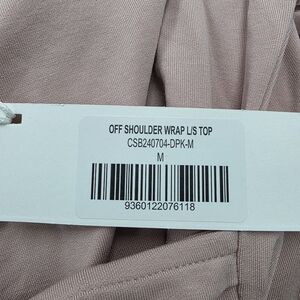 OFF SHOULDER WRAP L/S TOP
CSB240704-DPK-M
M
9360122076118